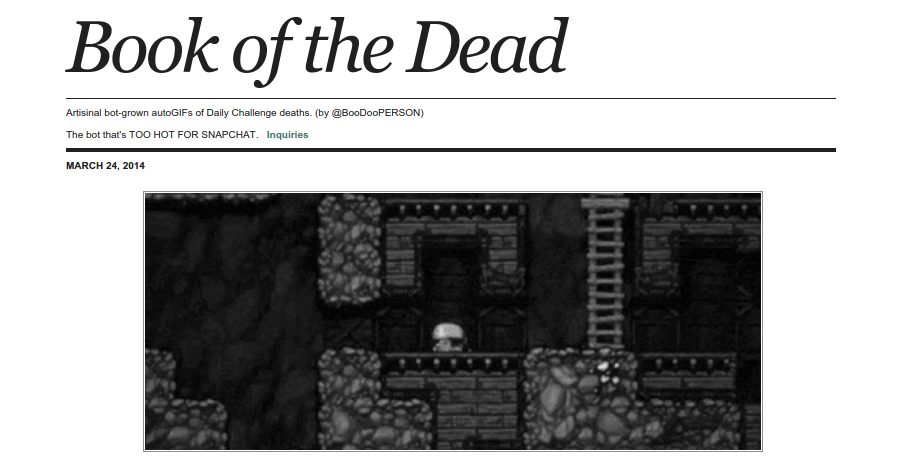 Book of the Dead
Artisinal bot-grown autoGIFs of Daily Challenge deaths. (by @BooDooPERSON)
The bot that's TOO HOT FOR SNAPCHAT. Inquiries
MARCH 24, 2014